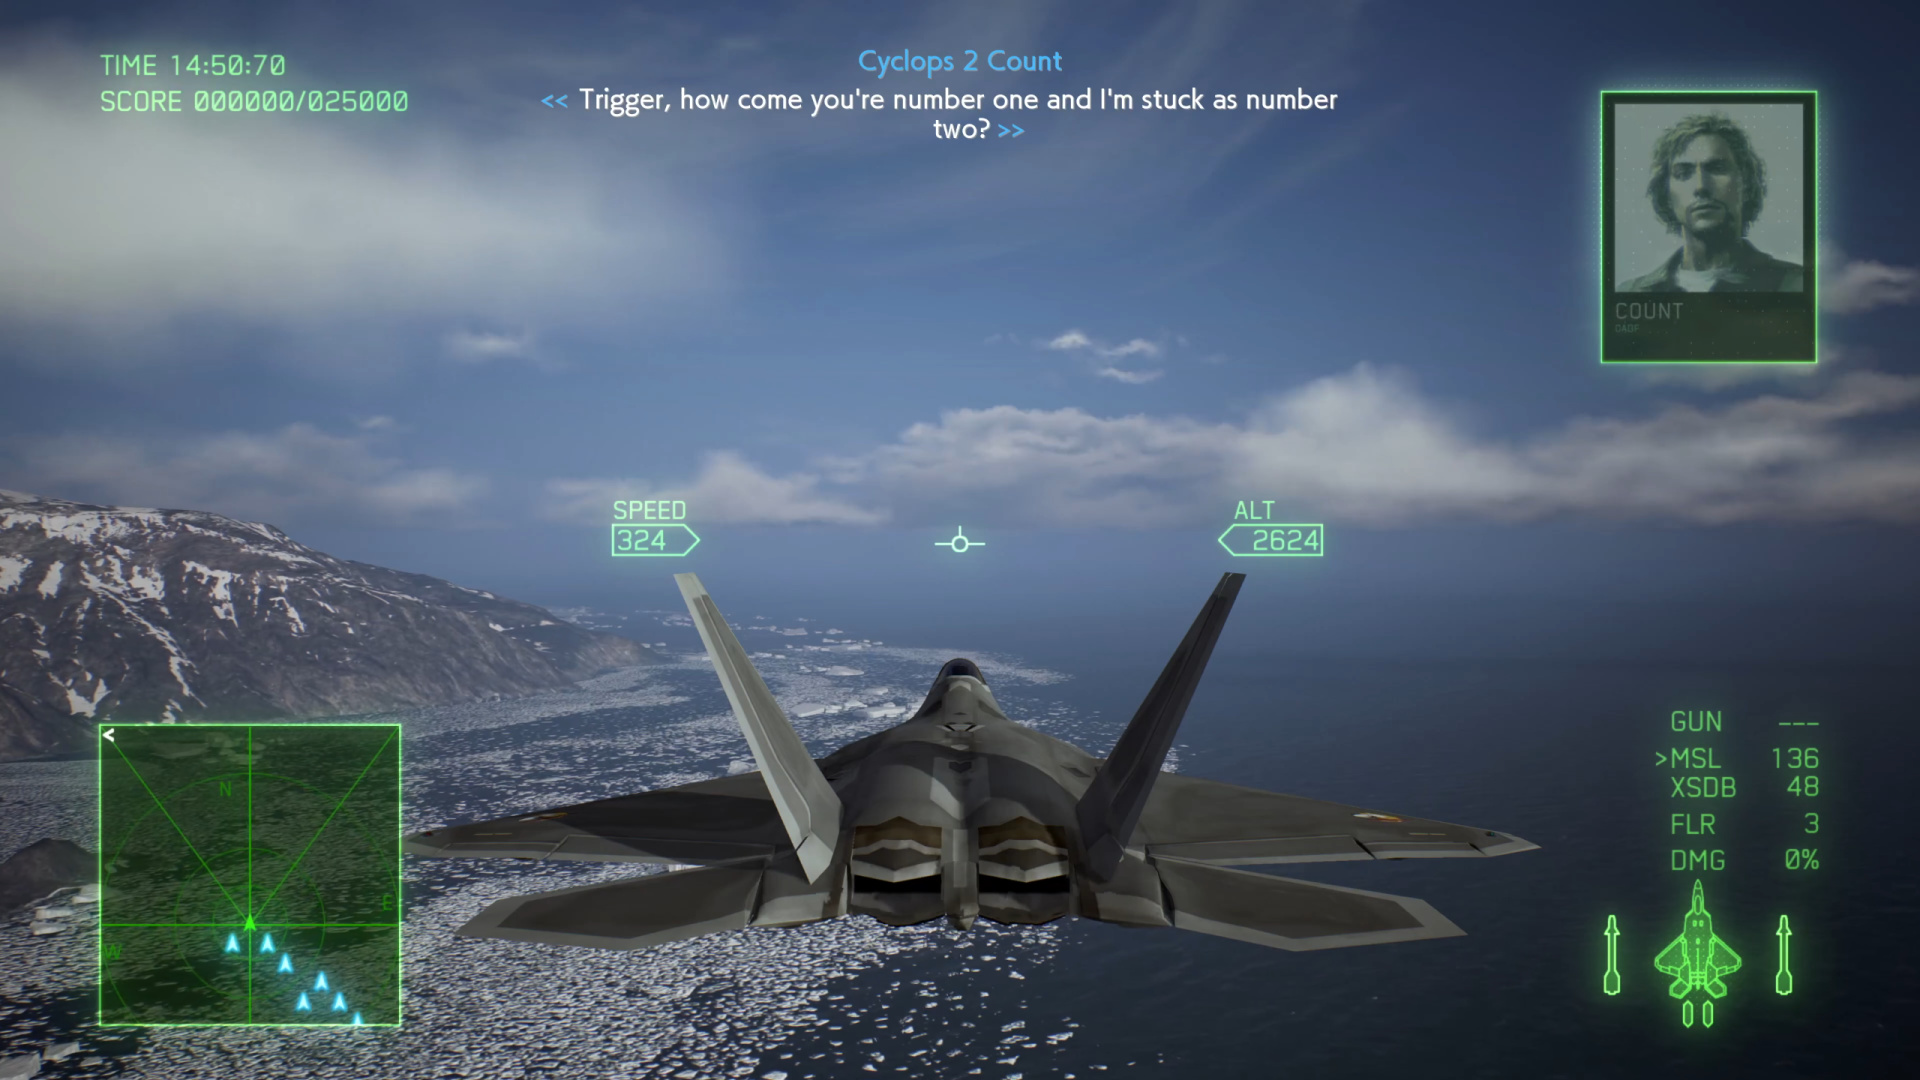 TIME 14:50:70
SCORE 000000/025000
Cyclops 2 Count
<< Trigger, how come you're number one and I'm stuck as number
two? >>
COUNT
OADF
SPEED
324
ALT
2624
N
E
W
GUN ---
>MSL 136
XSDB 48
FLR 3
DMG 0%